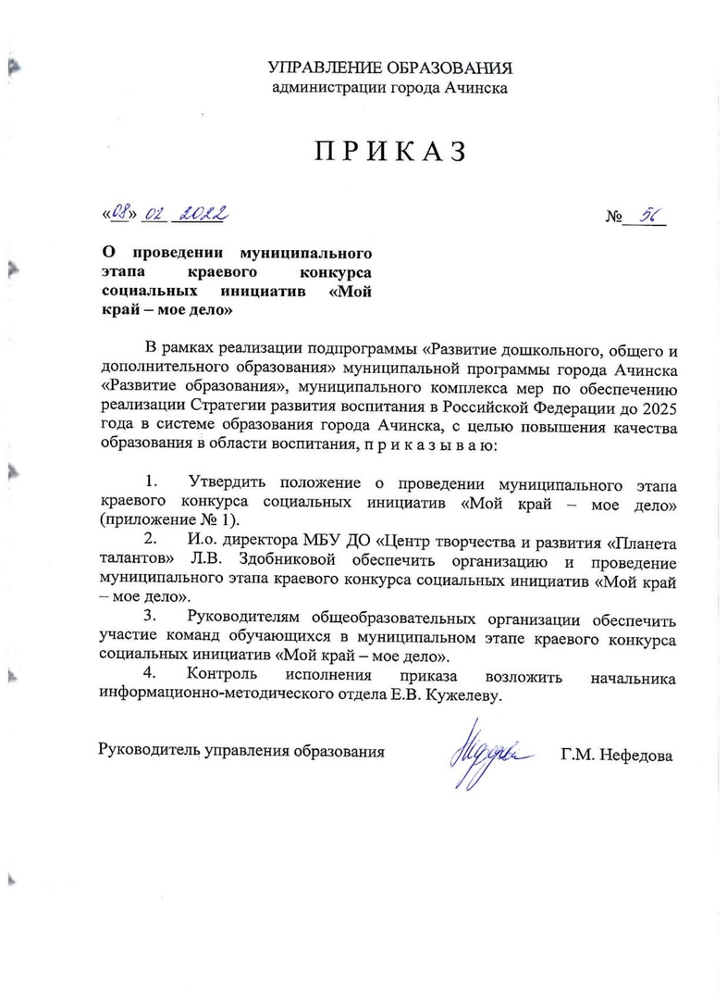 УПРАВЛЕНИЕ ОБРАЗОВАНИЯ
администрации города Ачинска
П Р И К А З
«08» 02 2022 № 56
О проведении муниципального
этапа краевого конкурса
социальных инициатив «Мой
край – мое дело»
В рамках реализации подпрограммы «Развитие дошкольного, общего и
дополнительного образования» муниципальной программы города Ачинска
«Развитие образования», муниципального комплекса мер по обеспечению
реализации Стратегии развития воспитания в Российской Федерации до 2025
года в системе образования города Ачинска, с целью повышения качества
образования в области воспитания, п р и к а з ы в а ю:
1. Утвердить положение о проведении муниципального этапа
краевого конкурса социальных инициатив «Мой край – мое дело»
(приложение № 1).
2. И.о. директора МБУ ДО «Центр творчества и развития «Планета
талантов» Л.В. Здобниковой обеспечить организацию и проведение
муниципального этапа краевого конкурса социальных инициатив «Мой край
– мое дело».
3. Руководителям общеобразовательных организации обеспечить
участие команд обучающихся в муниципальном этапе краевого конкурса
социальных инициатив «Мой край – мое дело».
4. Контроль исполнения приказа возложить начальника
информационно-методического отдела Е.В. Кужелеву.
Руководитель управления образования Г.М. Нефедова